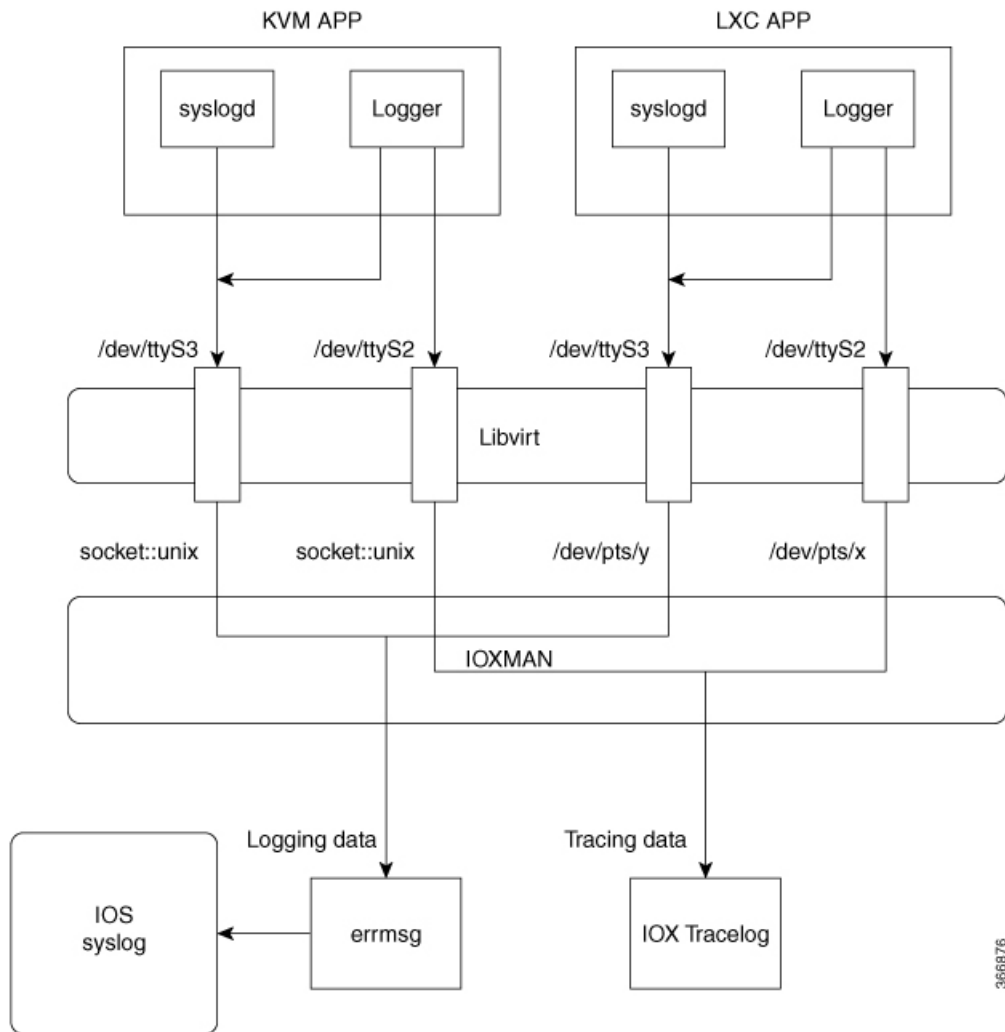 KVM APP
LXC APP
syslogd
Logger
syslogd
Logger
/dev/ttyS3
/dev/ttyS2
/dev/ttyS3
/dev/ttyS2
Libvirt
socket::unix
socket::unix
/dev/pts/y
/dev/pts/x
IOXMAN
Logging data
Tracing data
IOS
syslog
errmsg
IOX Tracelog
366876